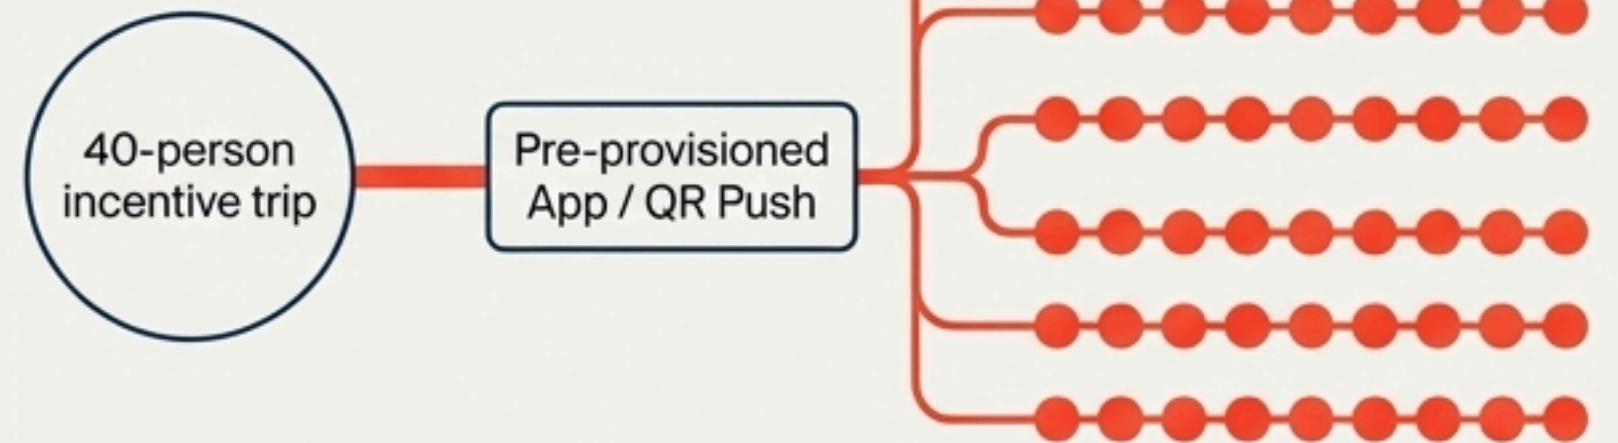 40-person
incentive trip
Pre-provisioned
App / QR Push